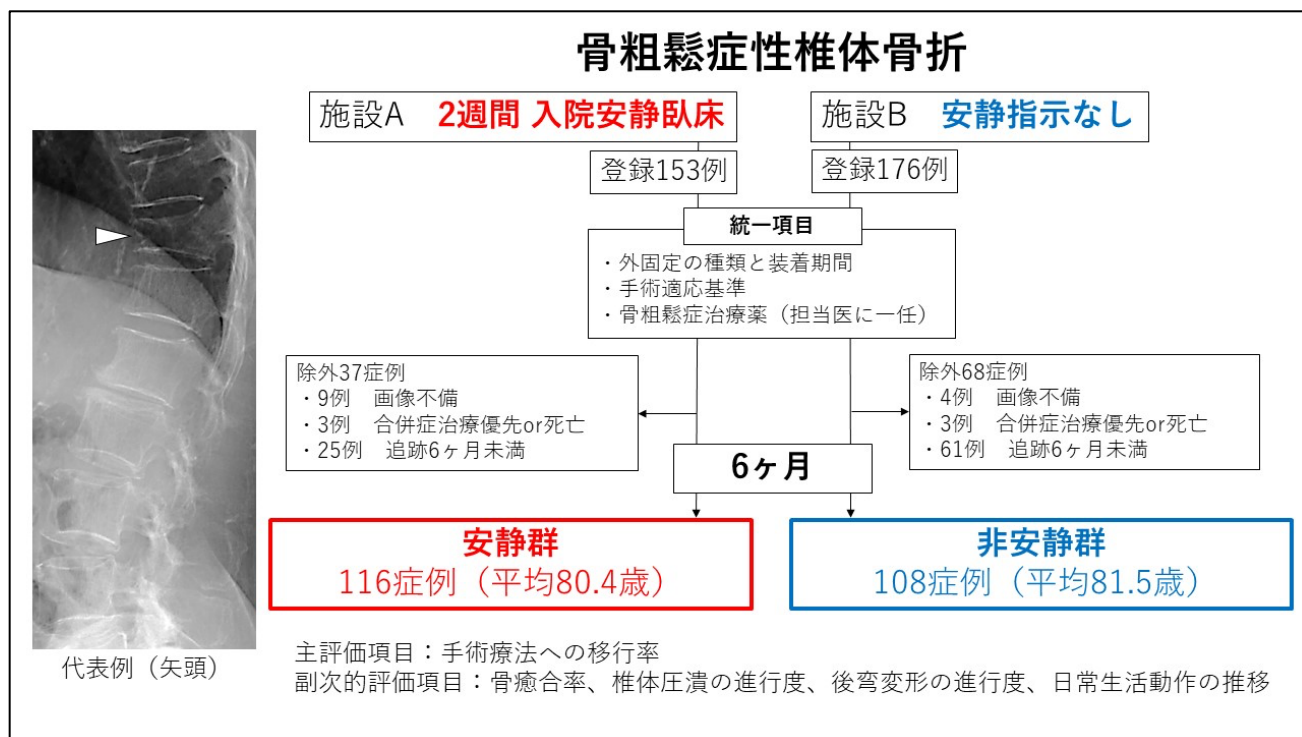 骨粗鬆症性椎体骨折
施設A 2週間 入院安静臥床
施設B 安静指示なし
登録153例
登録176例
統一項目
・外固定の種類と装着期間
・手術適応基準
・骨粗鬆症治療薬（担当医に一任）
除外37症例
・9例 画像不備
・3例 合併症治療優先or死亡
・25例 追跡6ヶ月未満
除外68症例
・4例 画像不備
・3例 合併症治療優先or死亡
・61例 追跡6ヶ月未満
6ヶ月
安静群
116症例（平均80.4歳）
非安静群
108症例（平均81.5歳）
代表例（矢頭）
主評価項目：手術療法への移行率
副次的評価項目：骨癒合率、椎体圧潰の進行度、後弯変形の進行度、日常生活動作の推移